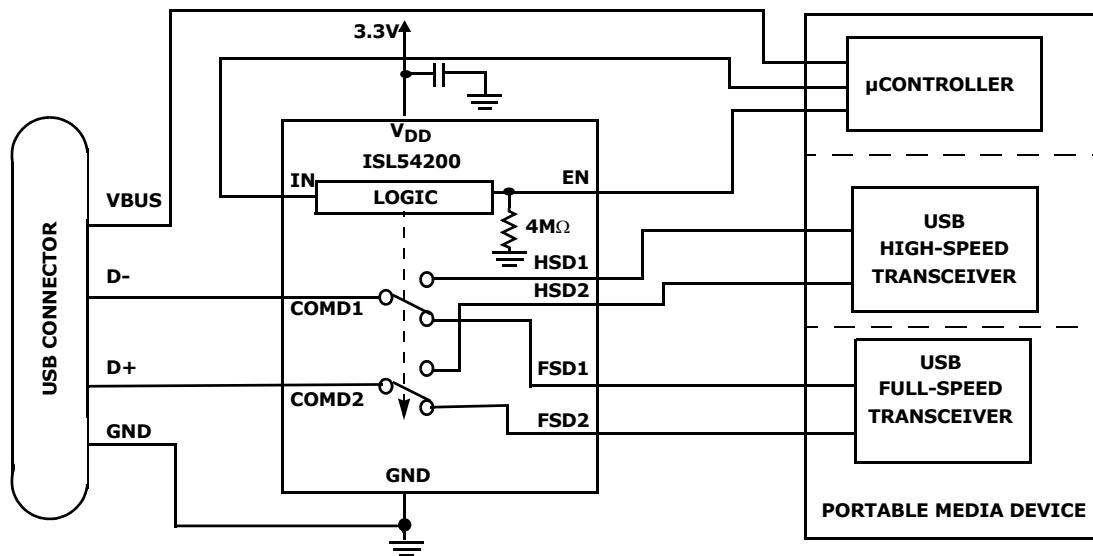 3.3V
µCONTROLLER
VDD
ISL54200
IN
LOGIC
EN
4MΩ
USB CONNECTOR
VBUS
D-
D+
GND
COMD1
COMD2
HSD1
HSD2
FSD1
FSD2
GND
USB
HIGH-SPEED
TRANSCEIVER
USB
FULL-SPEED
TRANSCEIVER
PORTABLE MEDIA DEVICE